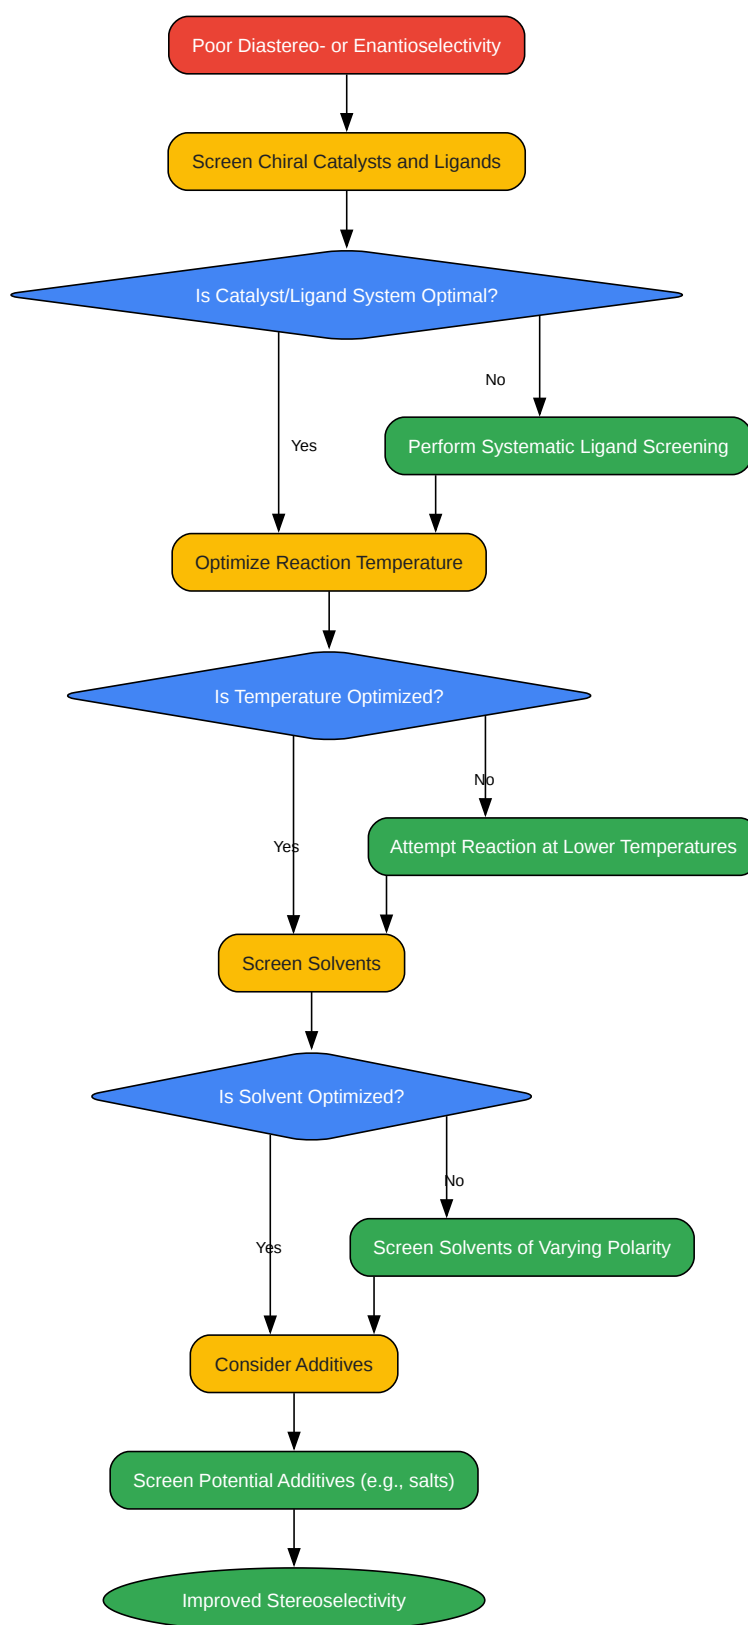 Poor Diastereo- or Enantioselectivity
Screen Chiral Catalysts and Ligands
Is Catalyst/Ligand System Optimal?
No
Yes
Perform Systematic Ligand Screening
Optimize Reaction Temperature
Is Temperature Optimized?
No
Yes
Attempt Reaction at Lower Temperatures
Screen Solvents
Is Solvent Optimized?
No
Yes
Screen Solvents of Varying Polarity
Consider Additives
Screen Potential Additives (e.g., salts)
Improved Stereoselectivity